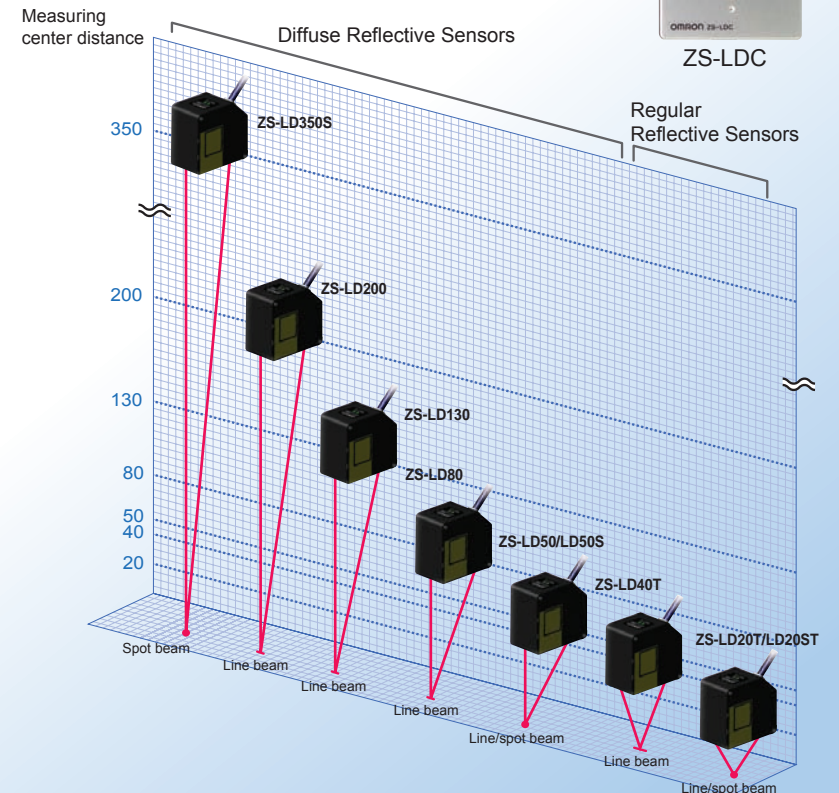 Measuring
center distance
Diffuse Reflective Sensors
OMRON ZS-LDC
ZS-LDC
Regular
Reflective Sensors
350
ZS-LD350S
200
ZS-LD200
130
ZS-LD130
80
ZS-LD80
50
40
ZS-LD50/LD50S
20
ZS-LD40T
ZS-LD20T/LD20ST
Spot beam
Line beam
Line beam
Line beam
Line/spot beam
Line beam
Line/spot beam